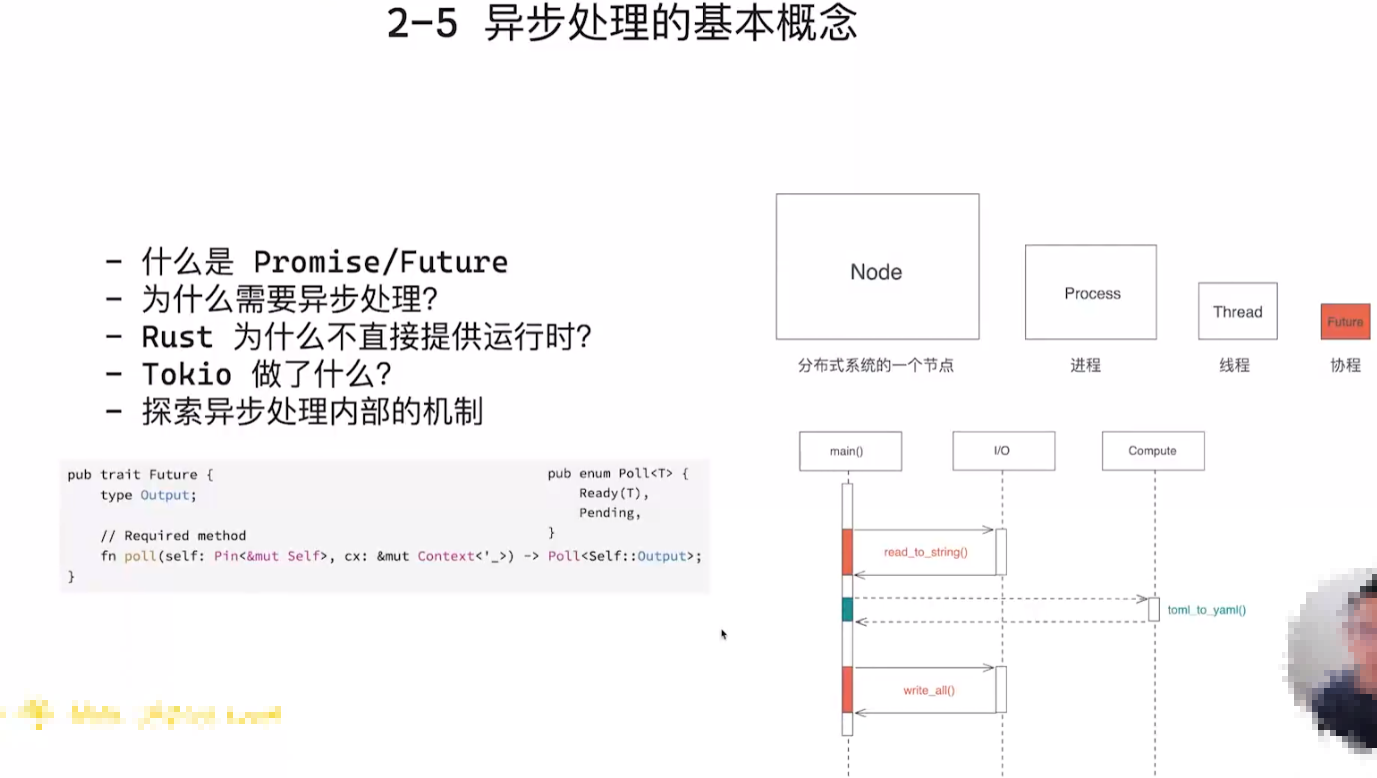 2-5 异步处理的基本概念
- 什么是 Promise/Future
- 为什么需要异步处理?
- Rust 为什么不直接提供运行时?
- Tokio 做了什么?
- 探索异步处理内部的机制
pub trait Future {
type Output;
// Required method
fn poll(self: Pin<&mut Self>, cx: &mut Context<'_>) -> Poll<Self::Output>;
}
pub enum Poll<T> {
Ready(T),
Pending,
}
Node
Process
Thread
Future
分布式系统的一个节点
进程
线程
协程
main()
I/O
Compute
read_to_string()
toml_to_yaml()
write_all()